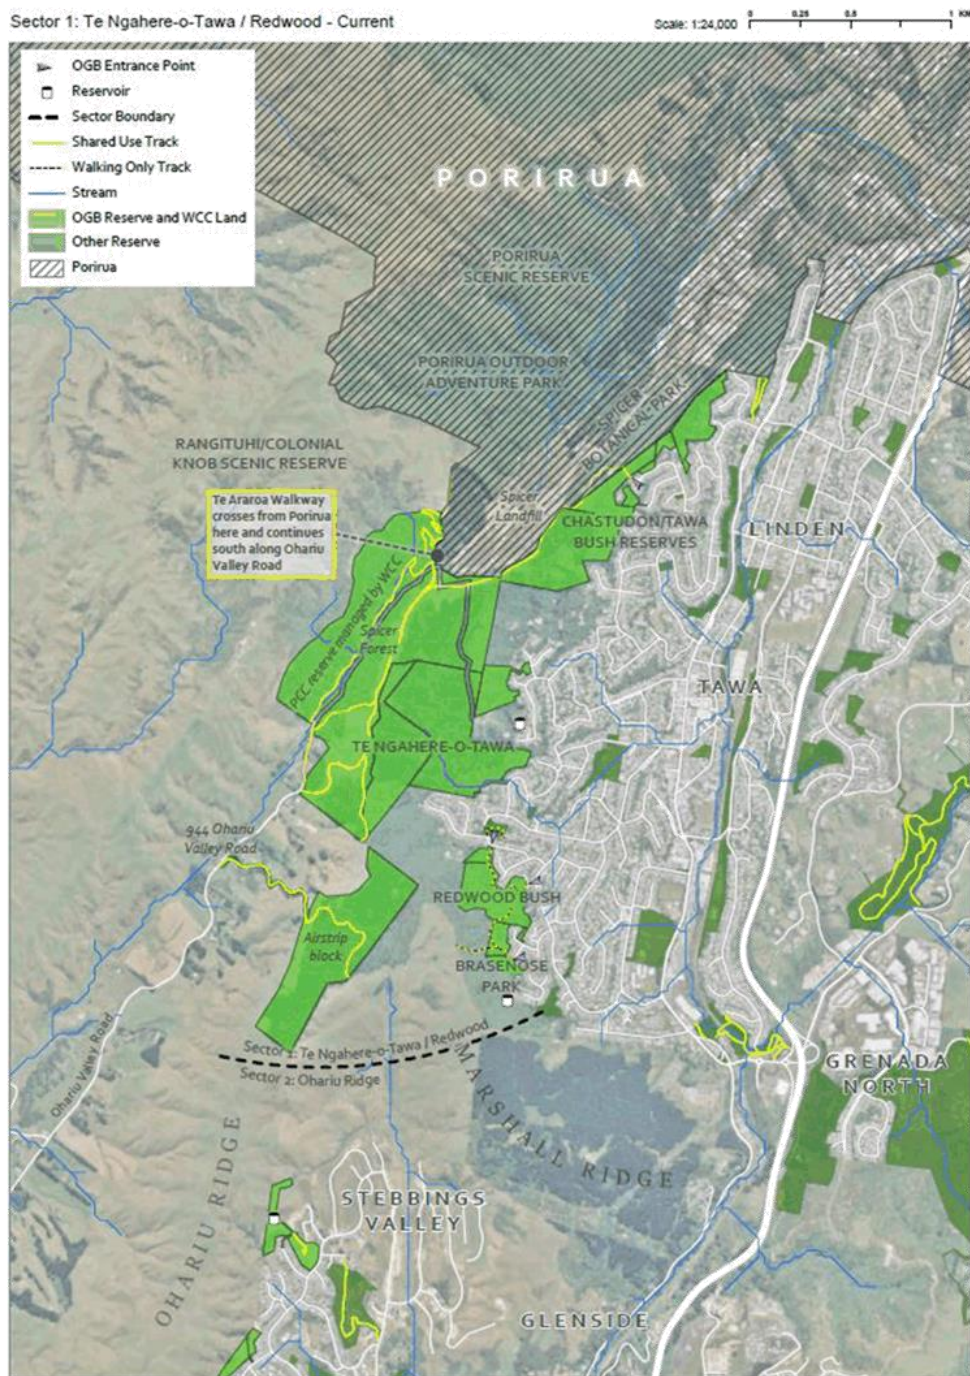 Sector 1: Te Ngahere-o-Tawa / Redwood - Current
Scale: 1:24,000
0 0.25 0.5 1
OGB Entrance Point
Reservoir
Sector Boundary
Shared Use Track
Walking Only Track
Stream
OGB Reserve and WCC Land
Other Reserve
Porirua
PORIRUA
PORIRUA
SCENIC RESERVE
PORIRUA OUTDOOR
ADVENTURE PARK
SPICER
BOTANICAL PARK
RANGITUHI/COLONIAL
KNOB SCENIC RESERVE
Te Araroa Walkway
crosses from Porirua
here and continues
south along Ohariu
Valley Road
Spicer
Landfill
CHASTUDON/TAWA
BUSH RESERVES
LINDEN
PCC reserve managed by WCC
Spicer
Forest
TAWA
TE NGAHERE-O-TAWA
944 Ohariu
Valley Road
REDWOOD BUSH
Airstrip
block
BRASENOSE
PARK
Ohariu Valley Road
Sector 1: Te Ngahere-o-Tawa / Redwood
Sector 2: Ohariu Ridge
GRENADA
NORTH
MARSHALL RIDGE
OHARIU RIDGE
STEBBINGS
VALLEY
GLENSIDE